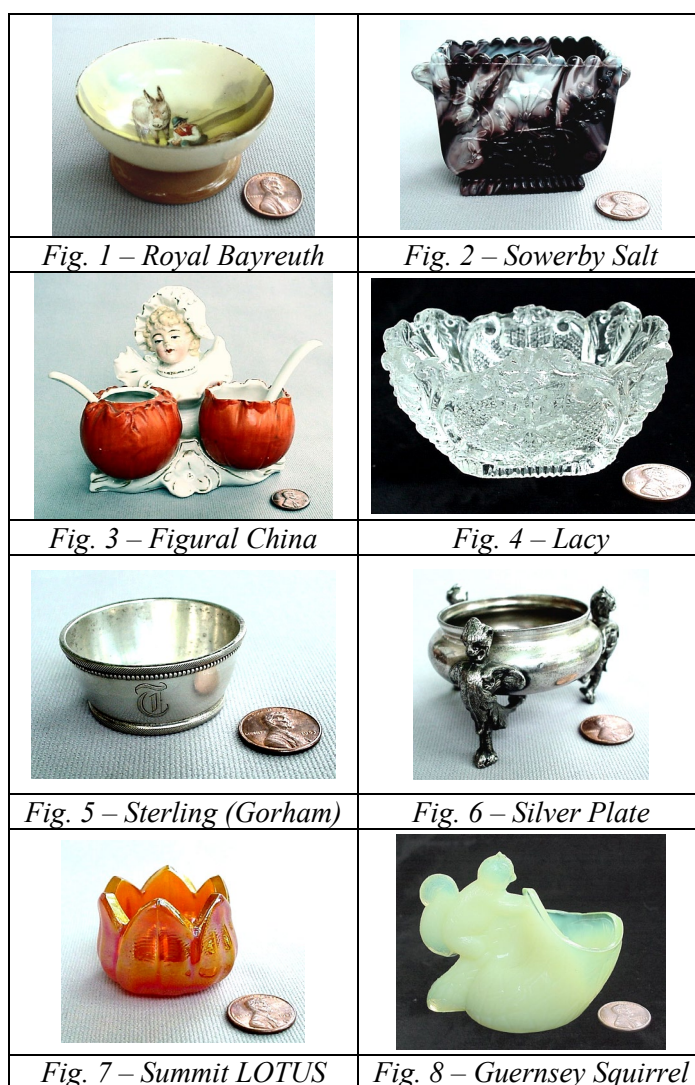 Fig. 1 – Royal Bayreuth
Fig. 2 – Sowerby Salt
Fig. 3 – Figural China
Fig. 4 – Lacy
Fig. 5 – Sterling (Gorham)
Fig. 6 – Silver Plate
Fig. 7 – Summit LOTUS
Fig. 8 – Guernsey Squirrel